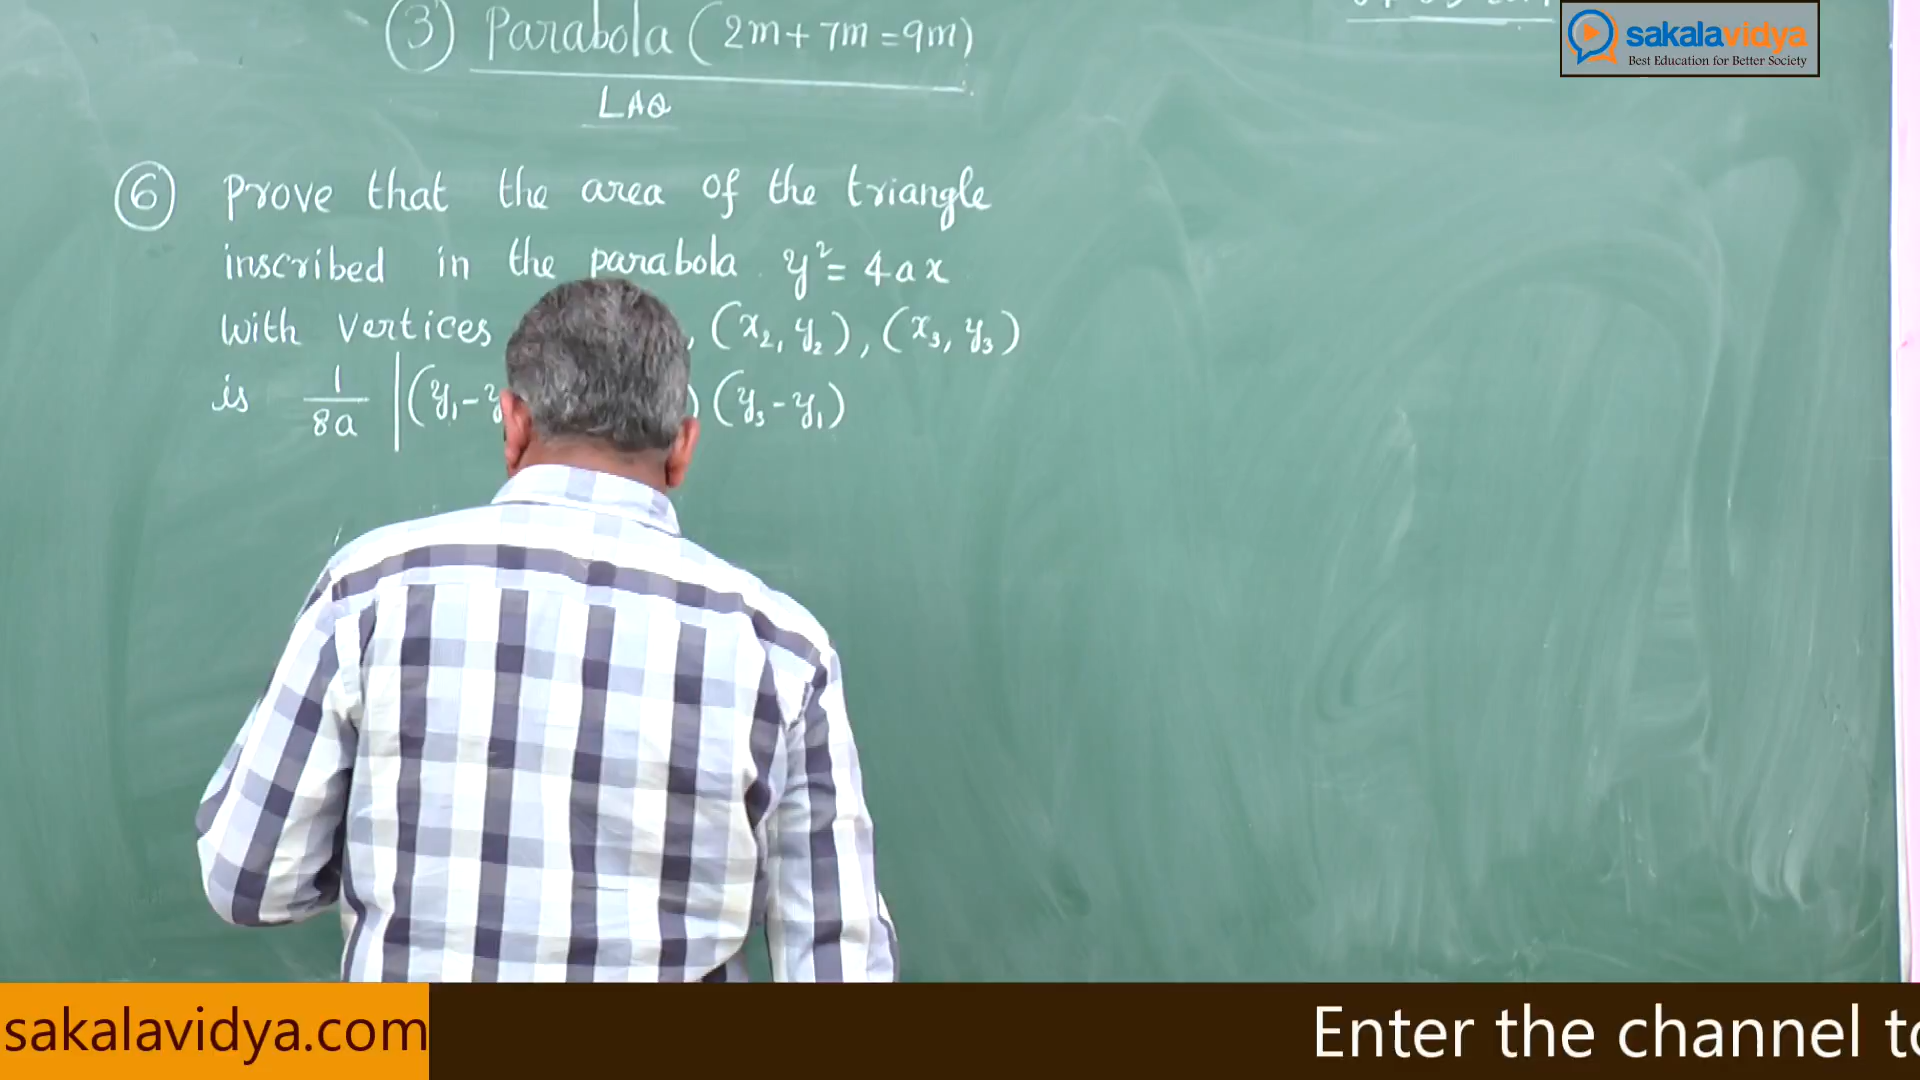 3 Parabola (2m+7m=9m)
sakalavidya
Best Education for Better Society
LAQ
6 Prove that the area of the triangle
inscribed in the parabola y²= 4ax
with vertices , (x₂, y₂), (x₃, y₃)
is 1/8a |(y₁- )(y₃-y₁)
sakalavidya.com
Enter the channel to